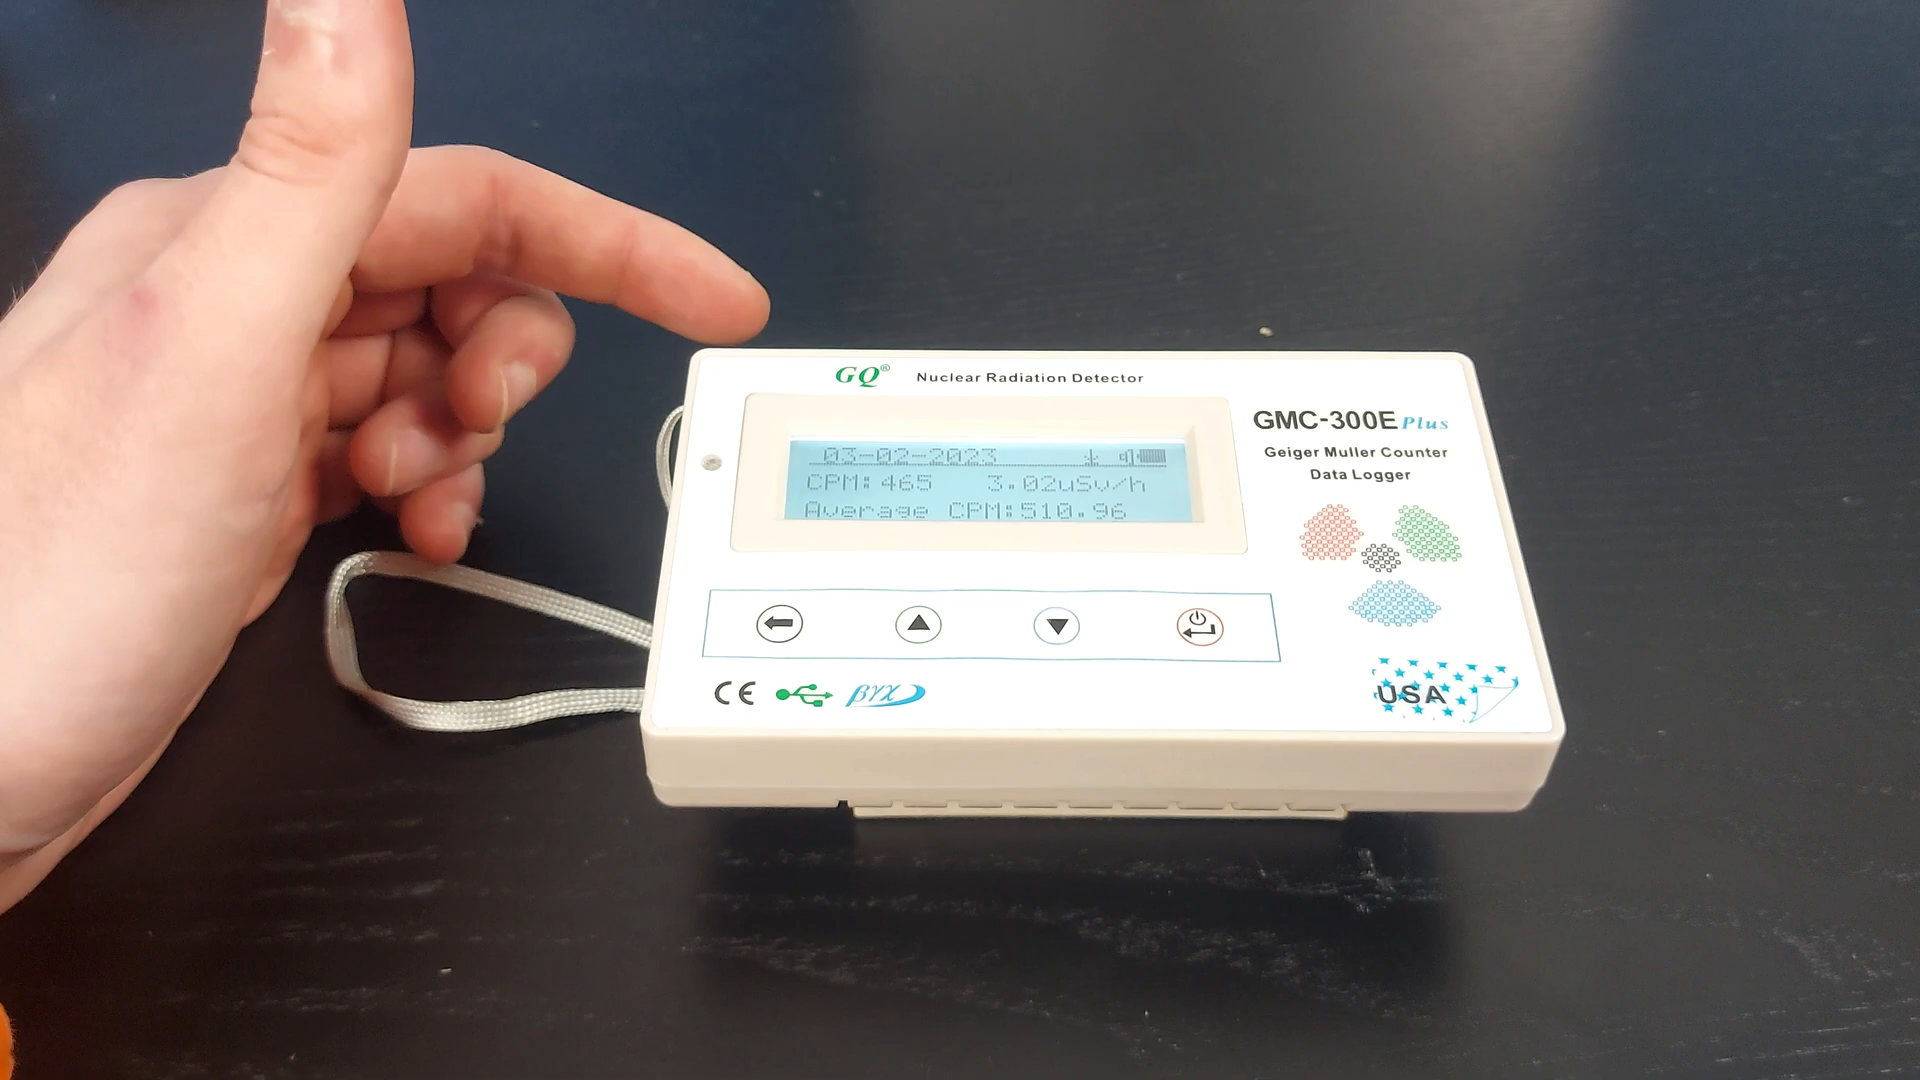 GQ® Nuclear Radiation Detector
GMC-300E Plus
Geiger Muller Counter
Data Logger
03-02-2023
CPM:465 3.02uSv/h
Average CPM:510.96
CE βγχ
USA